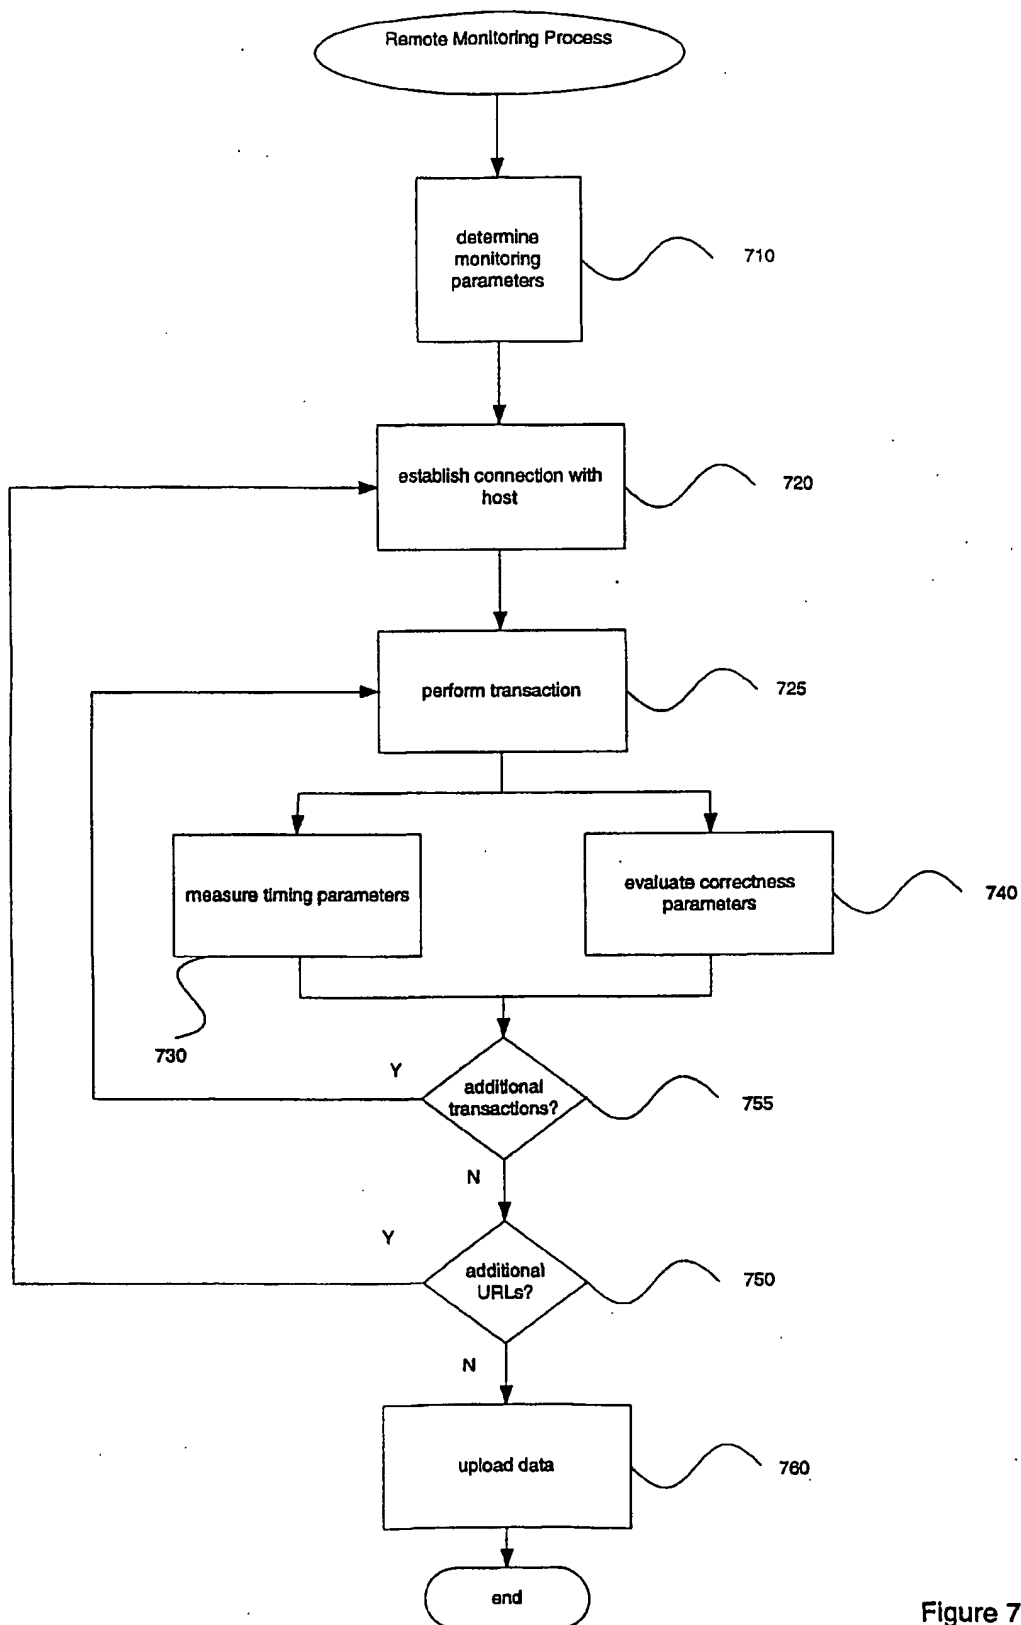 Remote Monitoring Process
determine
monitoring
parameters
710
establish connection with
host
720
perform transaction
725
measure timing parameters
evaluate correctness
parameters
740
730
Y
additional
transactions?
755
N
Y
additional
URLs?
750
N
upload data
760
end
Figure 7